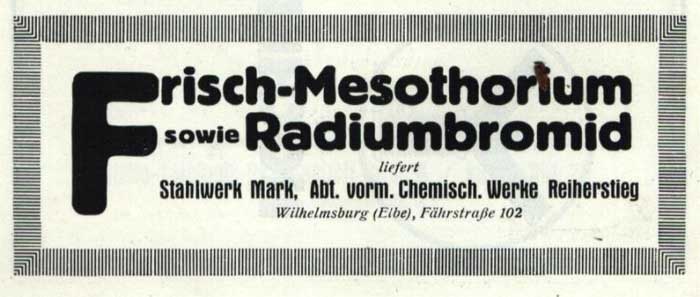 Frisch-Mesothorium
sowie Radiumbromid
liefert
Stahlwerk Mark, Abt. vorm. Chemisch. Werke Reiherstieg
Wilhelmsburg (Elbe), Fährstraße 102